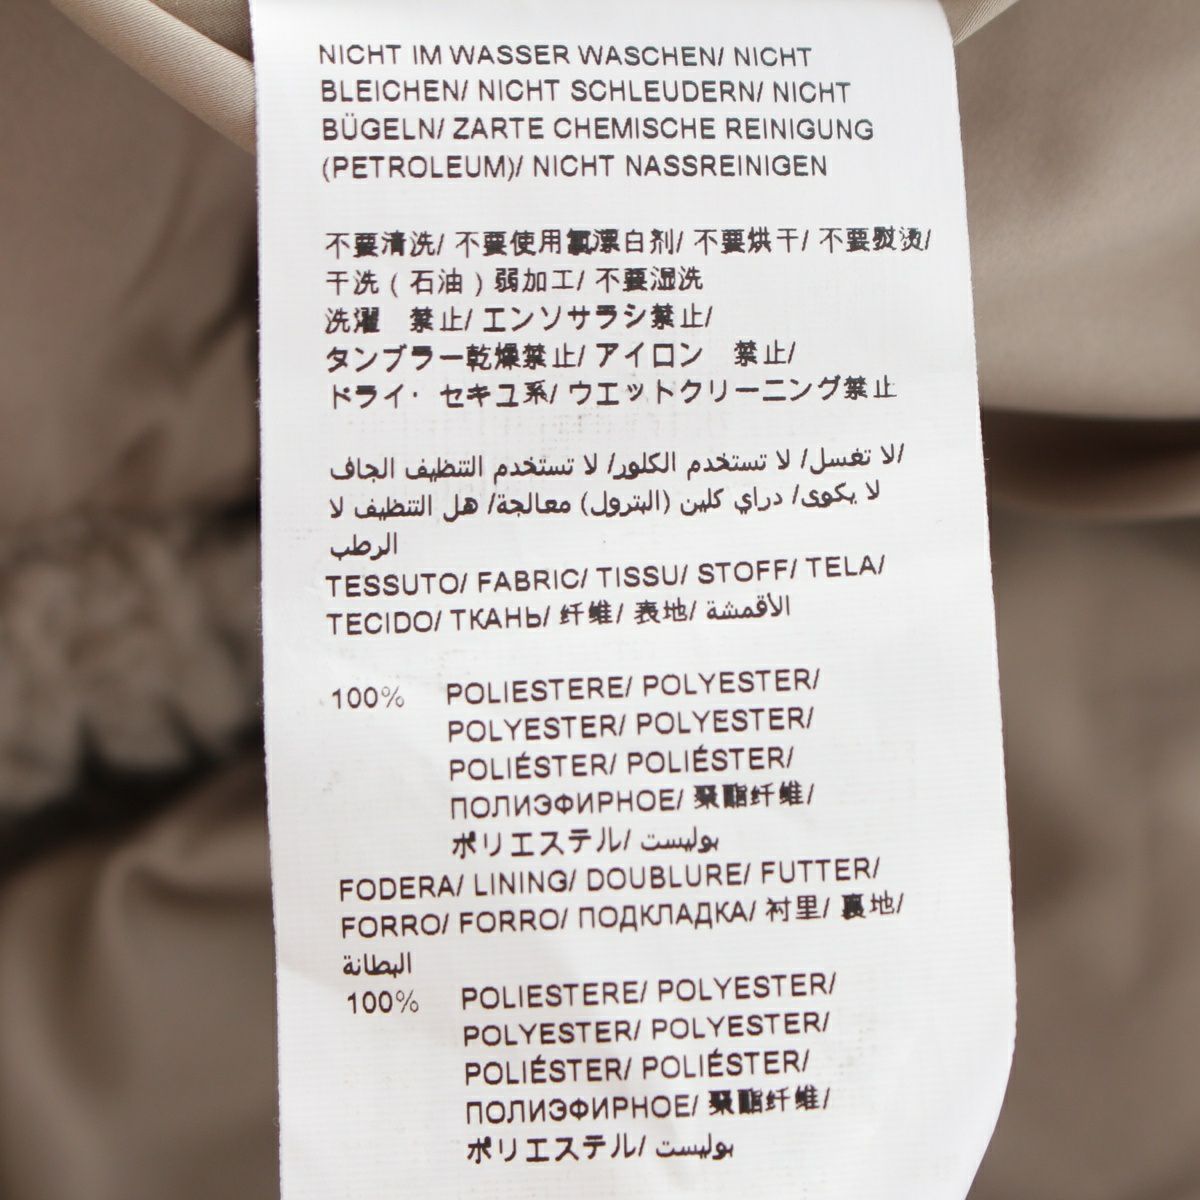 NICHT IM WASSER WASCHEN/ NICHT
BLEICHEN/ NICHT SCHLEUDERN/ NICHT
BÜGELN/ ZARTE CHEMISCHE REINIGUNG
(PETROLEUM)/ NICHT NASSREINIGEN
不要清洗/ 不要使用氯漂白剂/ 不要烘干/ 不要熨烫/
干洗（石油）弱加工/ 不要湿洗
洗濯　禁止/ エンソサラシ禁止/
タンブラー乾燥禁止/ アイロン　禁止/
ドライ・セキユ系/ ウエットクリーニング禁止
لا تغسل/ لا تستخدم الكلور/ لا تستخدم التنظيف الجاف/
لا يكوى/ دراي كلين (البترول) معالجة/ هل التنظيف لا
الرطب
TESSUTO/ FABRIC/ TISSU/ STOFF/ TELA/
TECIDO/ ТКАНЬ/ 纤维/ 表地/ الأقمشة
100% POLIESTERE/ POLYESTER/
POLYESTER/ POLYESTER/
POLIÉSTER/ POLIÉSTER/
ПОЛИЭФИРНОЕ/ 聚酯纤维/
ポリエステル/ بوليست
FODERA/ LINING/ DOUBLURE/ FUTTER/
FORRO/ FORRO/ ПОДКЛАДКА/ 衬里/ 裏地/
البطانة
100% POLIESTERE/ POLYESTER/
POLYESTER/ POLYESTER/
POLIÉSTER/ POLIÉSTER/
ПОЛИЭФИРНОЕ/ 聚酯纤维/
ポリエステル/ بوليست